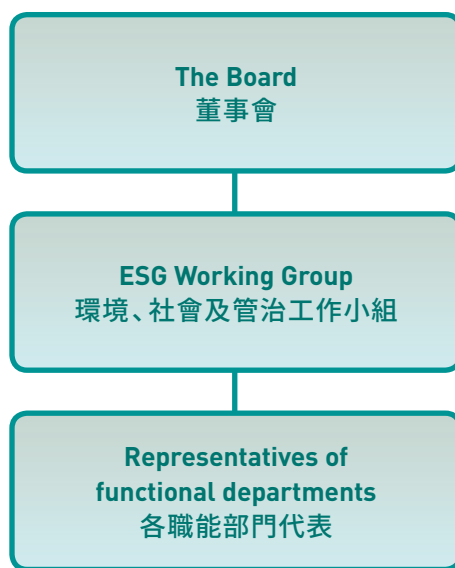 The Board
董事會
ESG Working Group
環境、社會及管治工作小組
Representatives of
functional departments
各職能部門代表